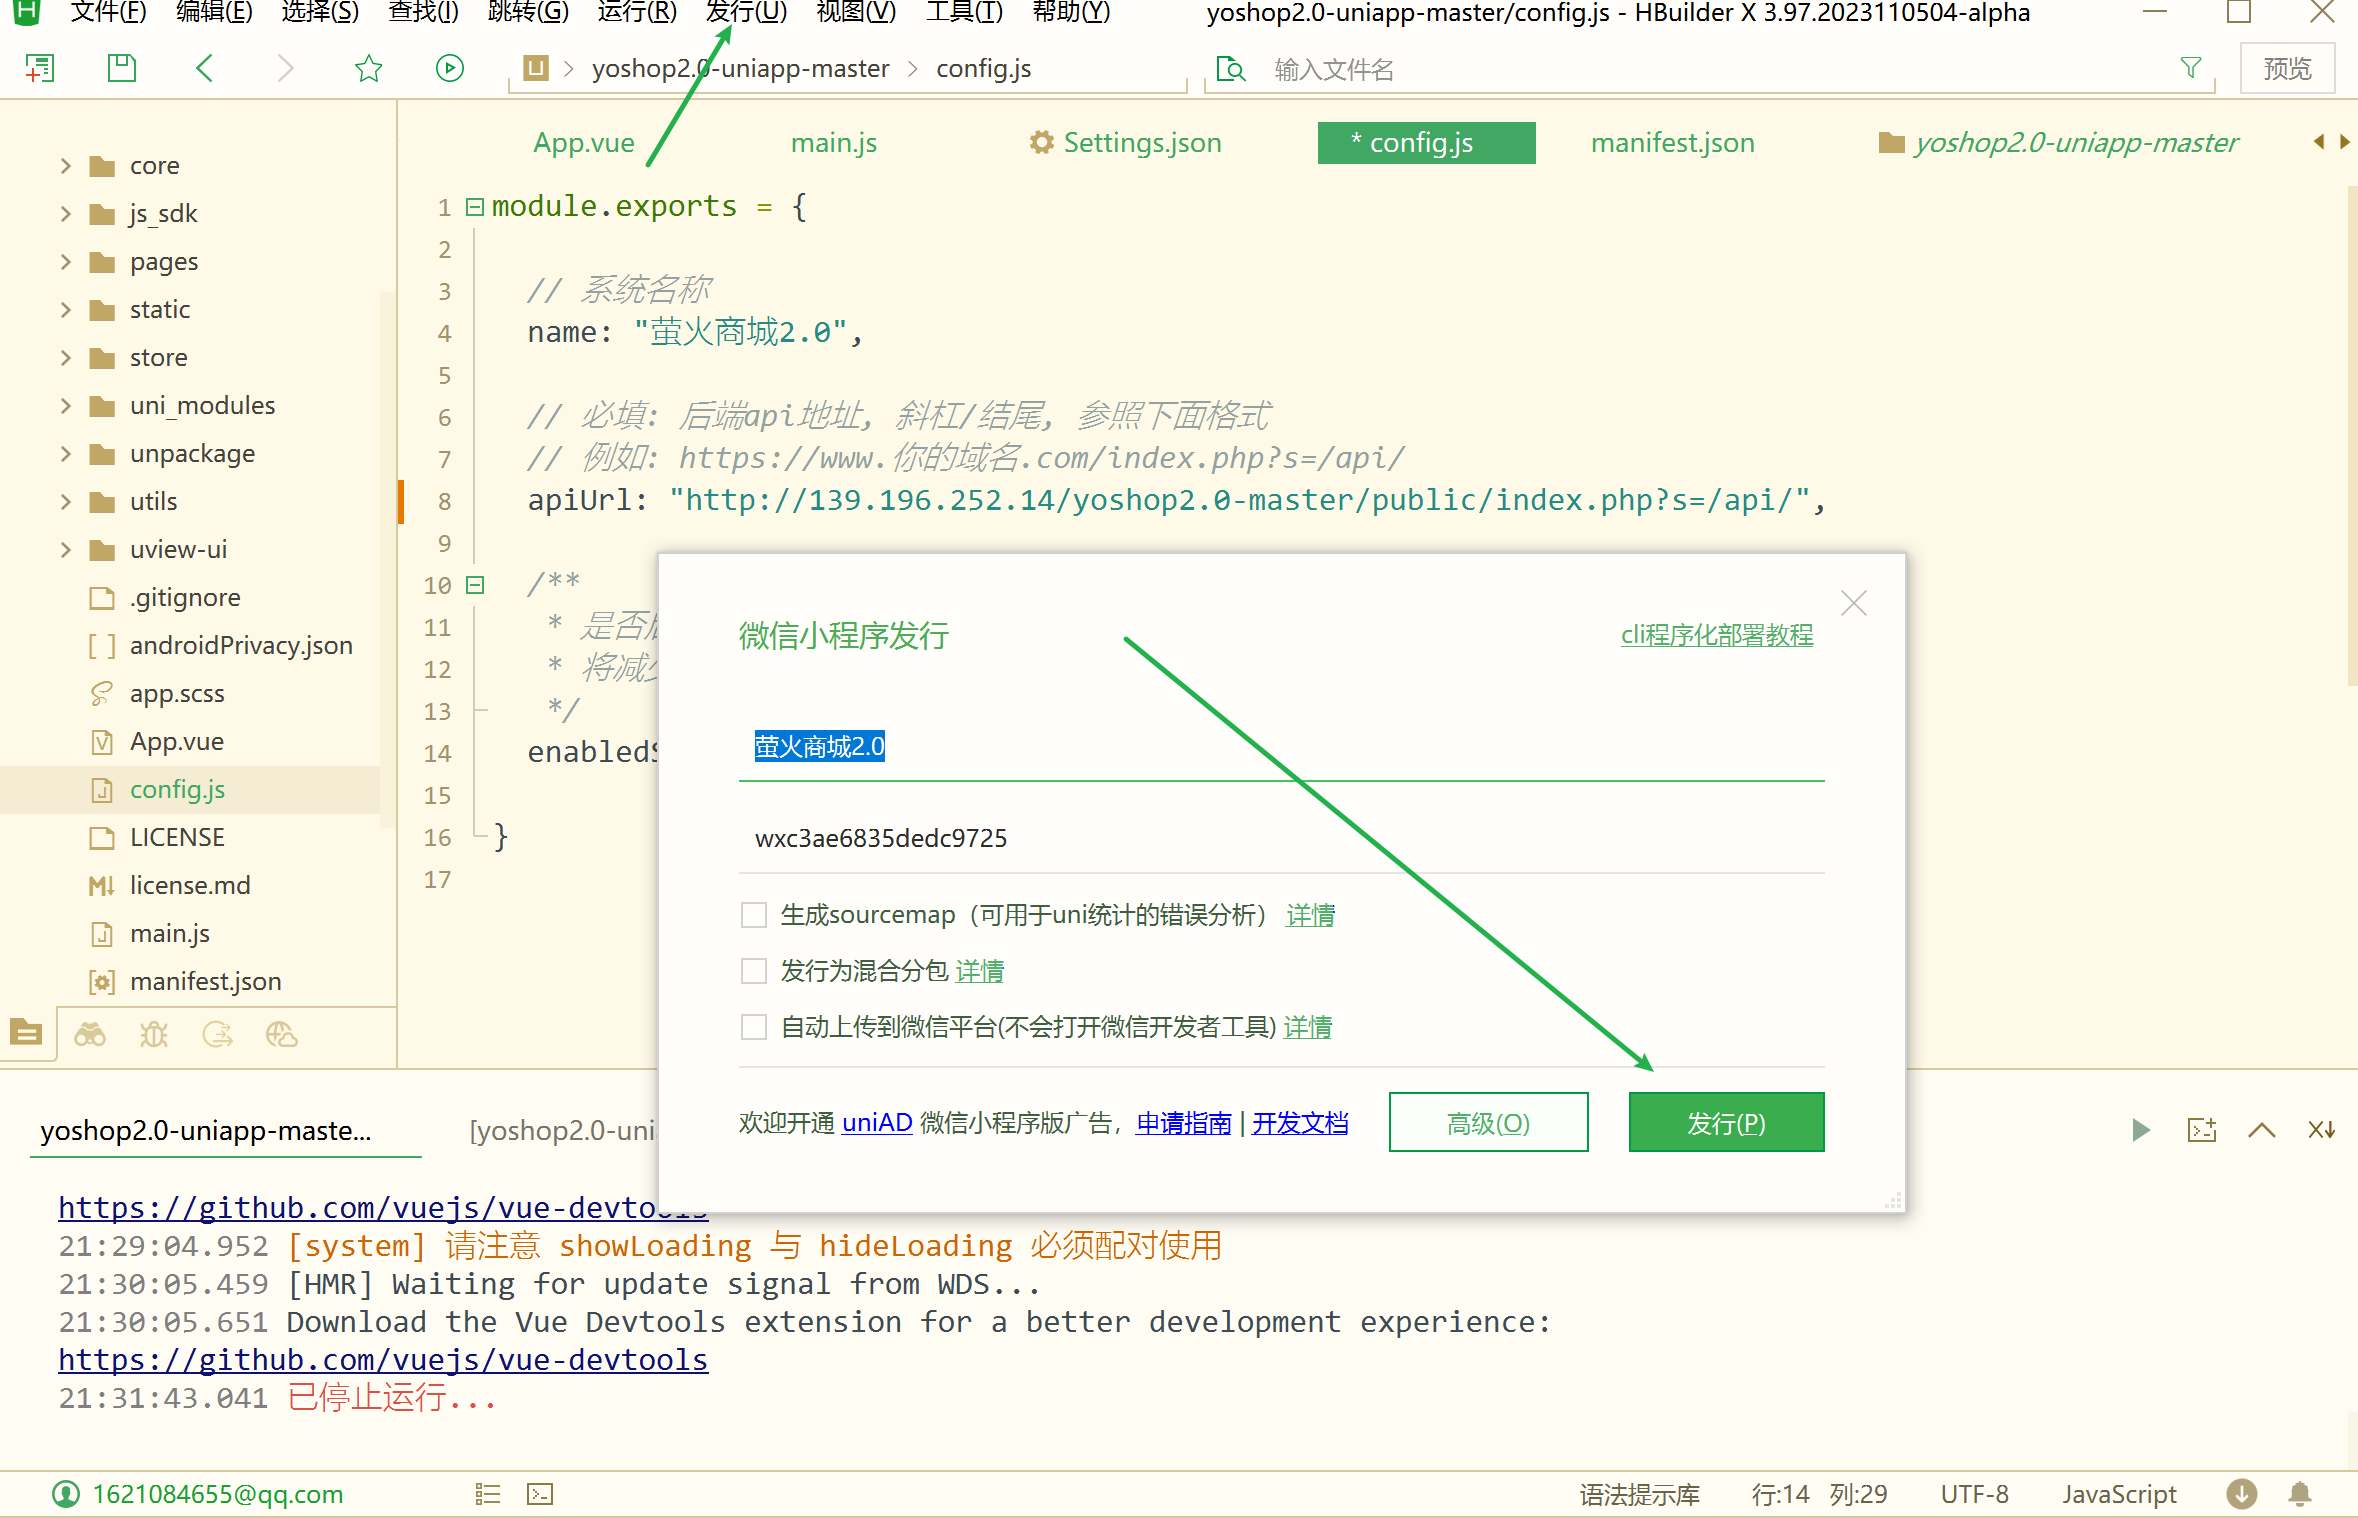 文件(F) 编辑(E) 选择(S) 查找(I) 跳转(G) 运行(R) 发行(U) 视图(V) 工具(T) 帮助(Y) yoshop2.0-uniapp-master/config.js - HBuilder X 3.97.2023110504-alpha
yoshop2.0-uniapp-master config.js 输入文件名 预览
App.vue main.js Settings.json * config.js manifest.json yoshop2.0-uniapp-master
core
js_sdk
pages
static
store
uni_modules
unpackage
utils
uview-ui
.gitignore
androidPrivacy.json
app.scss
App.vue
config.js
LICENSE
license.md
main.js
manifest.json
1 module.exports = {
2
3 // 系统名称
4 name: "萤火商城2.0",
5
6 // 必填: 后端api地址, 斜杠/结尾, 参照下面格式
7 // 例如: https://www.你的域名.com/index.php?s=/api/
8 apiUrl: "http://139.196.252.14/yoshop2.0-master/public/index.php?s=/api/",
9
10 /**
11 * 是否
12 * 将减
13 */
14 enabled
15
16 }
17
微信小程序发行 cli程序化部署教程
萤火商城2.0
wxc3ae6835dedc9725
生成sourcemap（可用于uni统计的错误分析） 详情
发行为混合分包 详情
自动上传到微信平台(不会打开微信开发者工具) 详情
欢迎开通 uniAD 微信小程序版广告，申请指南 | 开发文档 高级(O) 发行(P)
yoshop2.0-uniapp-maste... [yoshop2.0-uni
https://github.com/vuejs/vue-devtools
21:29:04.952 [system] 请注意 showLoading 与 hideLoading 必须配对使用
21:30:05.459 [HMR] Waiting for update signal from WDS...
21:30:05.651 Download the Vue Devtools extension for a better development experience:
https://github.com/vuejs/vue-devtools
21:31:43.041 已停止运行...
1621084655@qq.com 语法提示库 行:14 列:29 UTF-8 JavaScript